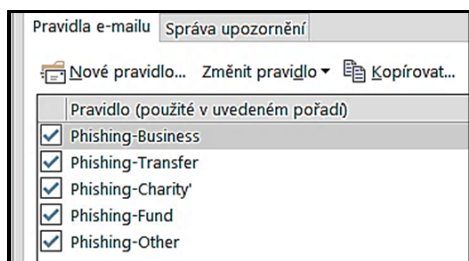 Pravidla e-mailu Správa upozornění
Nové pravidlo... Změnit pravidlo Kopírovat...
Pravidlo (použité v uvedeném pořadí)
Phishing-Business
Phishing-Transfer
Phishing-Charity'
Phishing-Fund
Phishing-Other